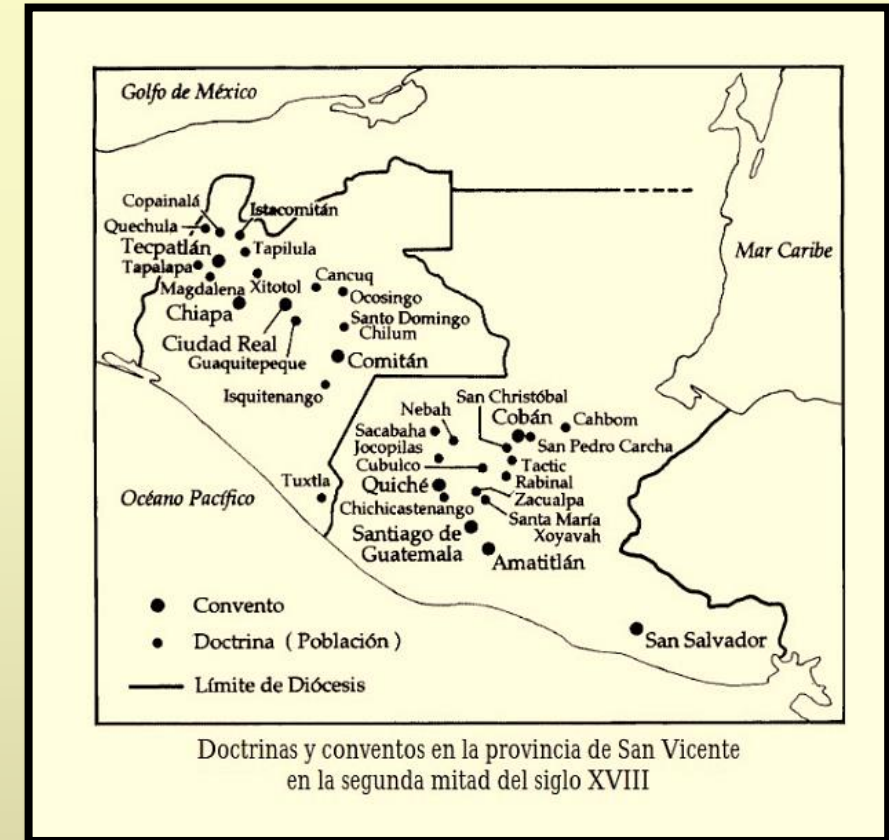 Golfo de México
Copainalá
Istacomitán
Quechula
Tecpatlán
Tapilula
Mar Caribe
Tapalapa
Cancuq
Magdalena
Xitotol
Ocosingo
Chiapa
Santo Domingo
Chilum
Ciudad Real
Guaquitepeque
Comitán
Isquitenango
San Christóbal
Nebah
Cobán
Cahbom
Sacabaha
San Pedro Carcha
Jocopilas
Cubulco
Tactic
Tuxtla
Quiché
Rabinal
Océano Pacífico
Zacualpa
Chichicastenango
Santa María
Xoyavah
Santiago de
Guatemala
Amatitlán
Convento
Doctrina ( Población )
San Salvador
Límite de Diócesis
Doctrinas y conventos en la provincia de San Vicente
en la segunda mitad del siglo XVIII